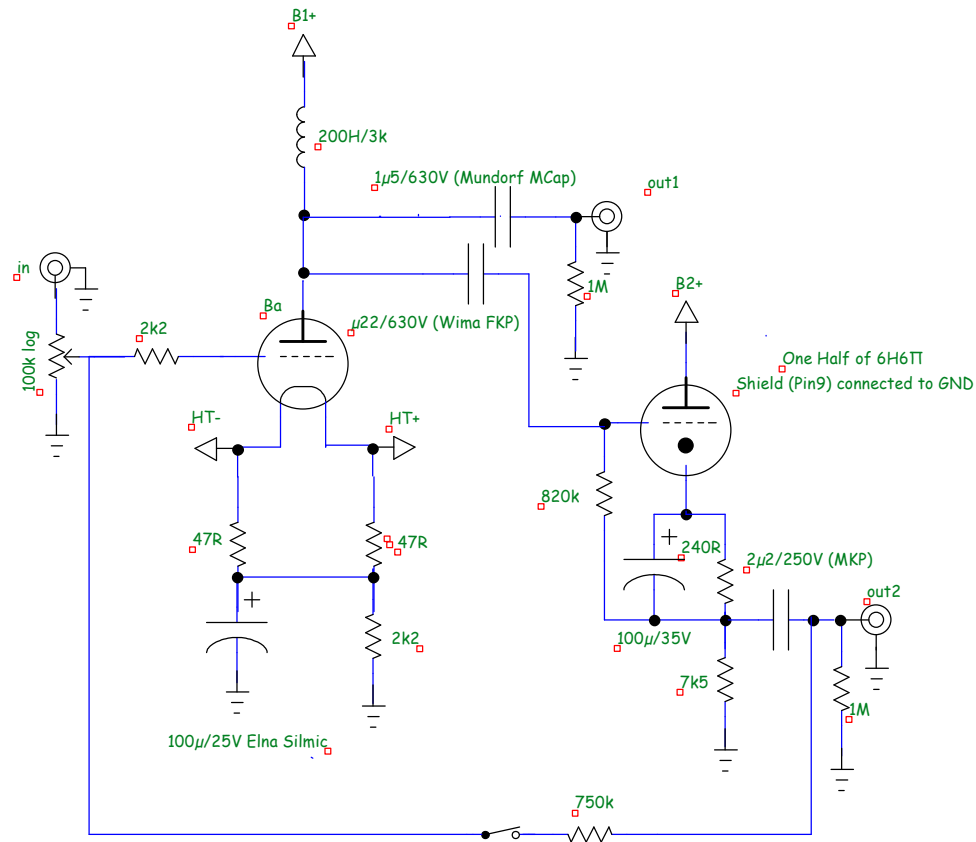 B1+
200H/3k
1µ5/630V (Mundorf MCap)
out1
in
1M
B2+
Ba
µ22/630V (Wima FKP)
2k2
100k log
One Half of 6H6П
Shield (Pin9) connected to GND
HT-
HT+
820k
47R
47R
+
240R
2µ2/250V (MKP)
+
out2
2k2
100µ/35V
7k5
1M
100µ/25V Elna Silmic
750k